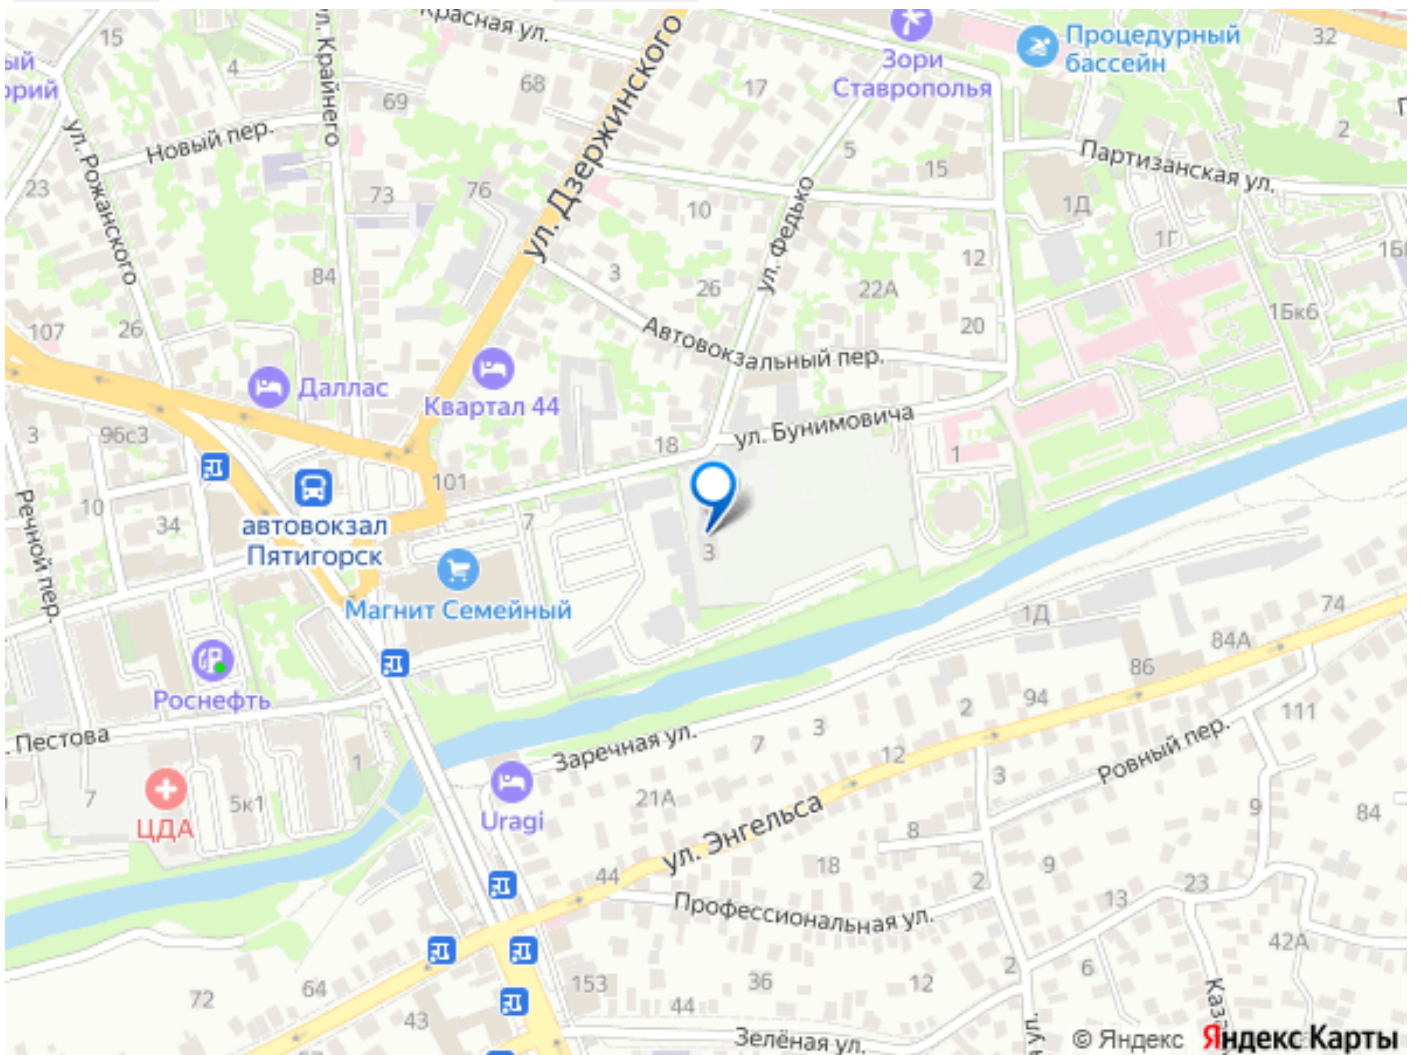 Красная ул.
15
ый
орий
4
ул. Крайнего
69
68
ул. Дзержинского
17
Зори
Ставрополья
Процедурный
бассейн
32
2
ул. Рожанского
Новый пер.
23
73
76
10
5
15
Партизанская ул.
1Д
1Г
ул. Федько
12
22А
20
84
3
26
1Бк6
107
26
Автовокзальный пер.
Даллас
Квартал 44
ул. Бунимовича
18
1
3
96с3
101
Речной пер.
10
34
автовокзал
Пятигорск
7
3
Магнит Семейный
Роснефть
1Д
74
84А
86
94
2
12
3
7
Заречная ул.
Ровный пер.
111
. Пестова
1
7
ЦДА
5к1
Uragi
21А
ул. Энгельса
3
9
84
8
18
9
44
2
13
23
Профессиональная ул.
42А
72
64
43
153
36
44
12
2
6
Зелёная ул.
© Яндекс
Яндекс Карты